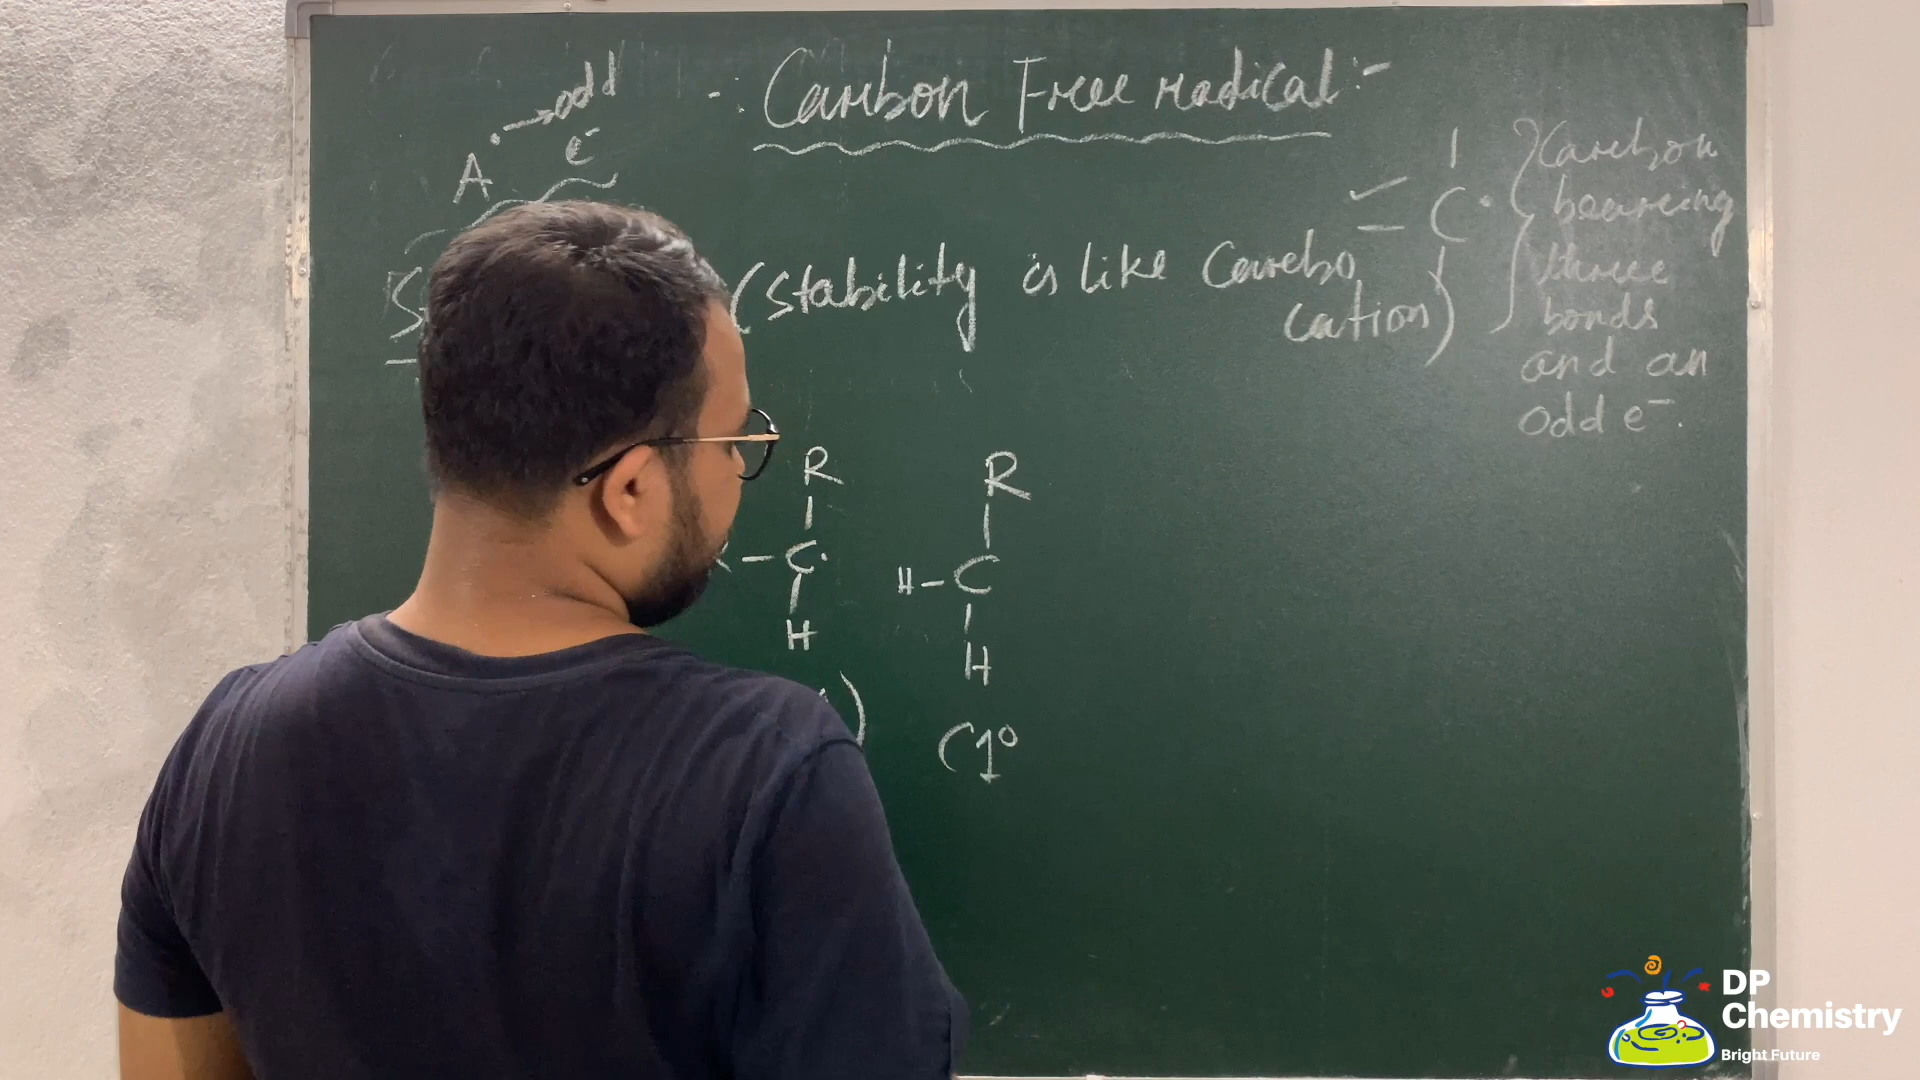 -: Carbon Free radical :-
A· → odd
e⁻
– C· } Carbon
bearing
three
bonds
and an
odd e⁻.
(Stability is like Carbo
cation)
R
– C·
H
R
H – C
H
(1°
DP
Chemistry
Bright Future